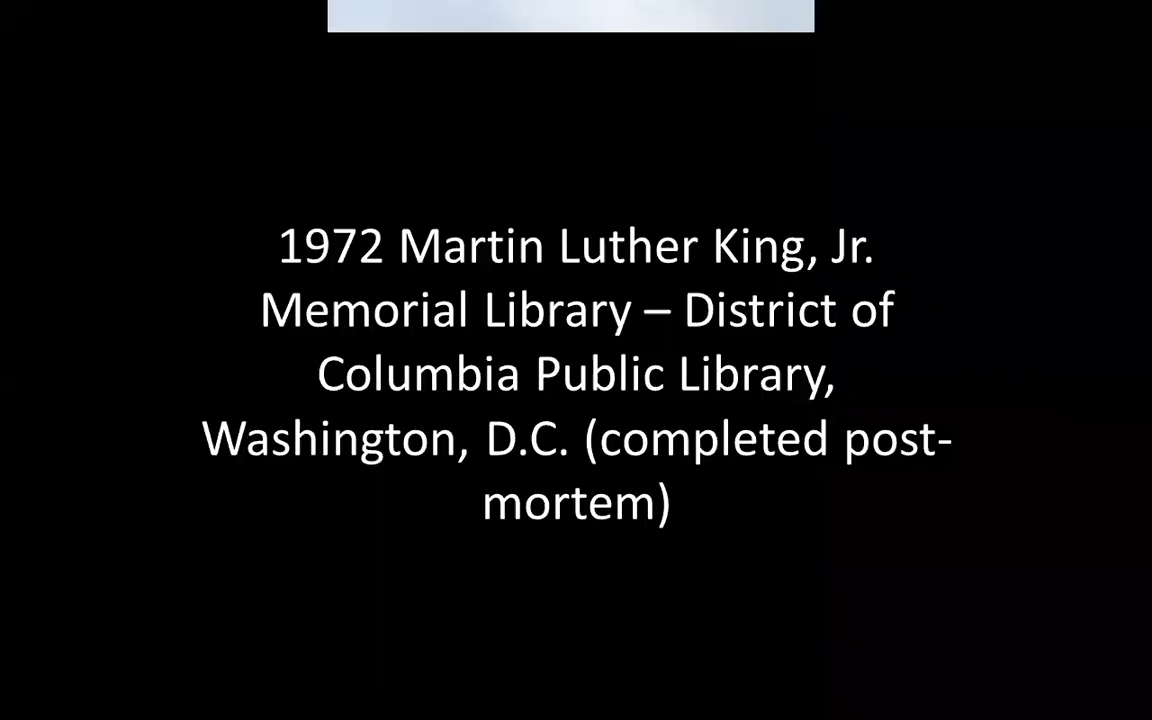 1972 Martin Luther King, Jr.
Memorial Library – District of
Columbia Public Library,
Washington, D.C. (completed post-
mortem)